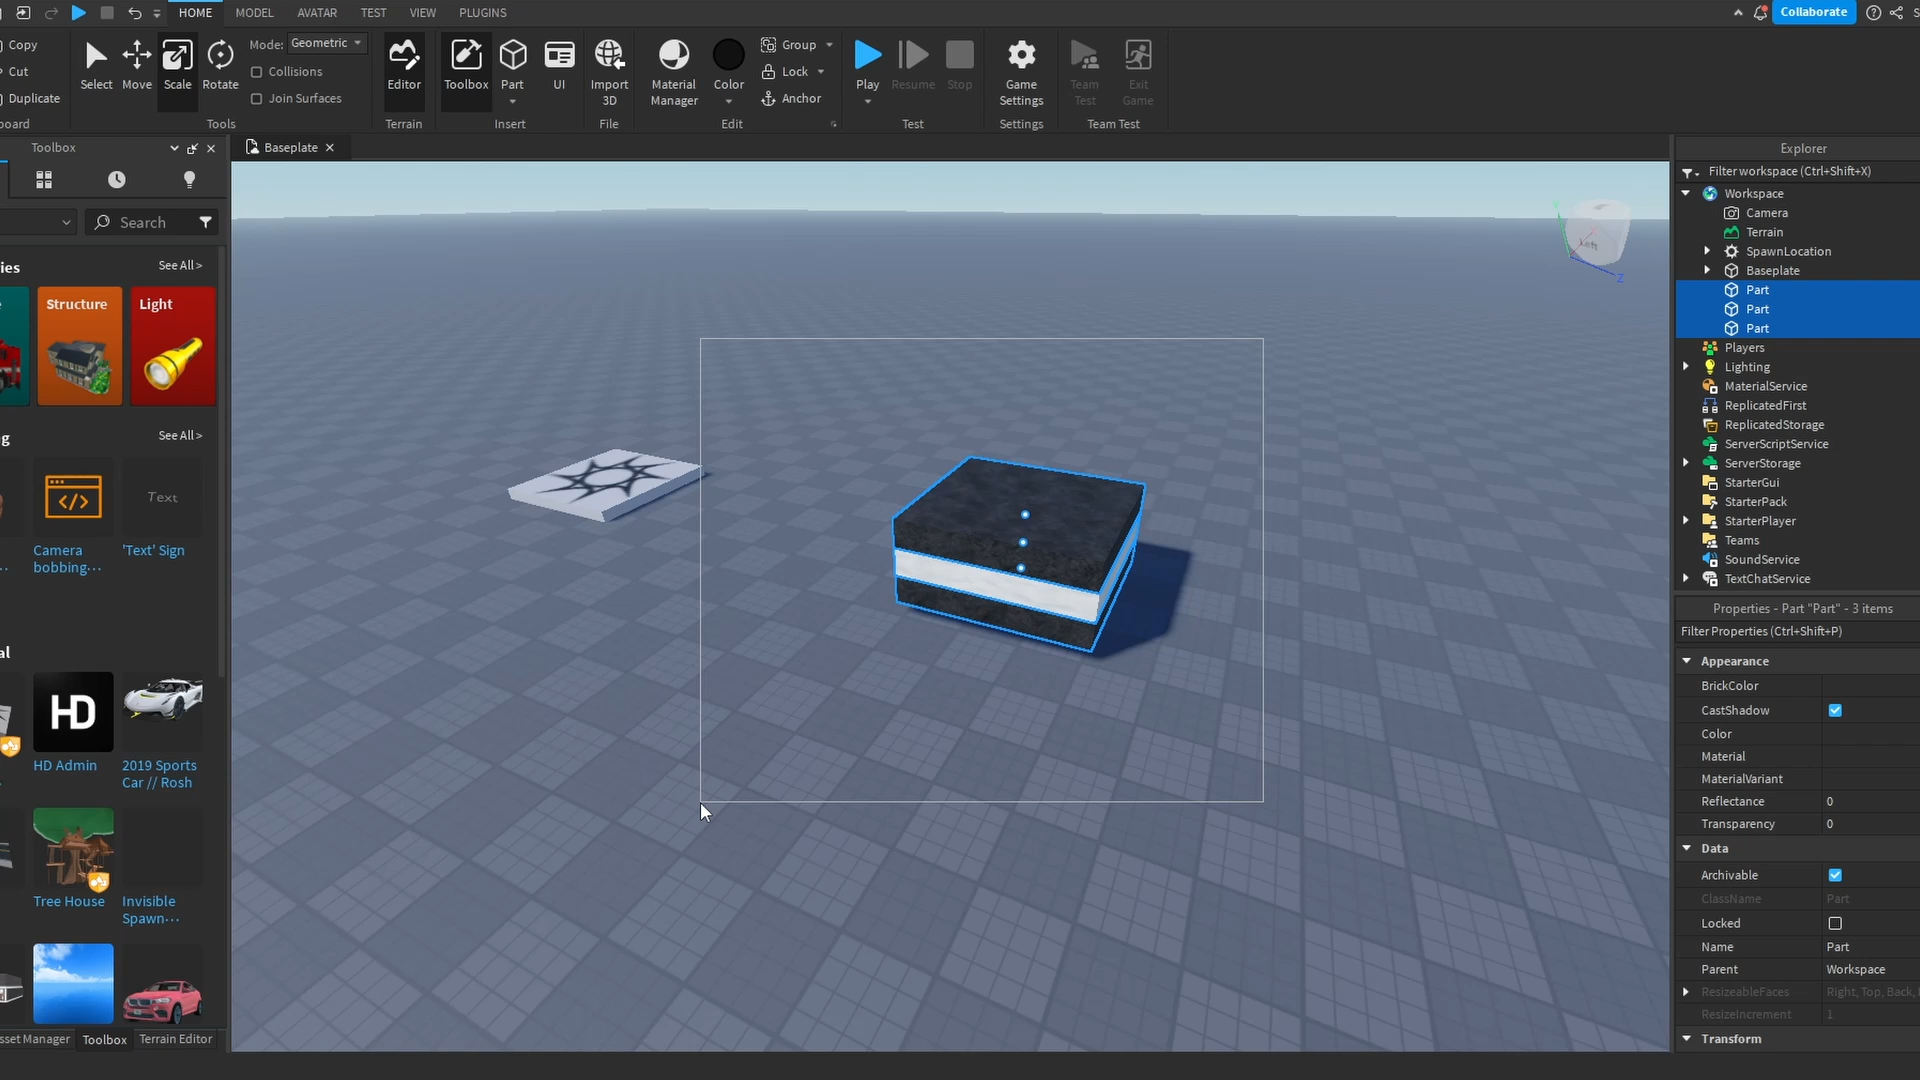 HOME MODEL AVATAR TEST VIEW PLUGINS
Collaborate
Copy
Cut
Duplicate
oard
Select
Move
Scale
Rotate
Mode: Geometric
Collisions
Join Surfaces
Tools
Editor
Terrain
Toolbox
Part
UI
Insert
Import
3D
File
Material
Manager
Color
Group
Lock
Anchor
Edit
Play
Resume
Stop
Test
Game
Settings
Settings
Team
Test
Exit
Game
Team Test
Toolbox
Search
ies
See All >
Structure
Light
g
See All >
Camera
bobbing...
Text
'Text' Sign
al
HD
HD Admin
2019 Sports
Car // Rosh
Tree House
Invisible
Spawn...
sset Manager
Toolbox
Terrain Editor
Baseplate
Left
Z
Explorer
Filter workspace (Ctrl+Shift+X)
Workspace
Camera
Terrain
SpawnLocation
Baseplate
Part
Part
Part
Players
Lighting
MaterialService
ReplicatedFirst
ReplicatedStorage
ServerScriptService
ServerStorage
StarterGui
StarterPack
StarterPlayer
Teams
SoundService
TextChatService
Properties - Part "Part" - 3 items
Filter Properties (Ctrl+Shift+P)
Appearance
BrickColor
CastShadow
Color
Material
MaterialVariant
Reflectance 0
Transparency 0
Data
Archivable
ClassName Part
Locked
Name Part
Parent Workspace
ResizeableFaces Right, Top, Back,
ResizeIncrement 1
Transform